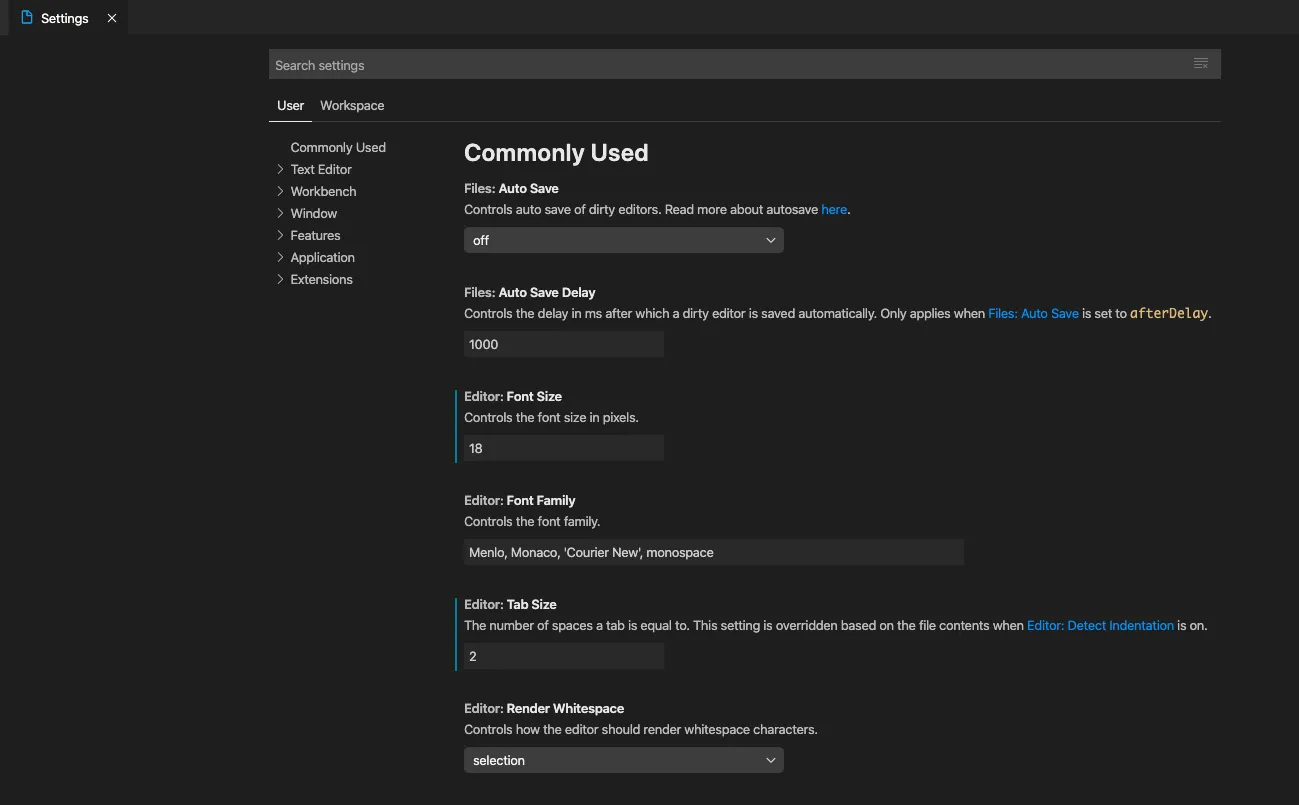 Settings
Search settings
User Workspace
Commonly Used
Text Editor
Workbench
Window
Features
Application
Extensions
Commonly Used
Files: Auto Save
Controls auto save of dirty editors. Read more about autosave here.
off
Files: Auto Save Delay
Controls the delay in ms after which a dirty editor is saved automatically. Only applies when Files: Auto Save is set to afterDelay.
1000
Editor: Font Size
Controls the font size in pixels.
18
Editor: Font Family
Controls the font family.
Menlo, Monaco, 'Courier New', monospace
Editor: Tab Size
The number of spaces a tab is equal to. This setting is overridden based on the file contents when Editor: Detect Indentation is on.
2
Editor: Render Whitespace
Controls how the editor should render whitespace characters.
selection